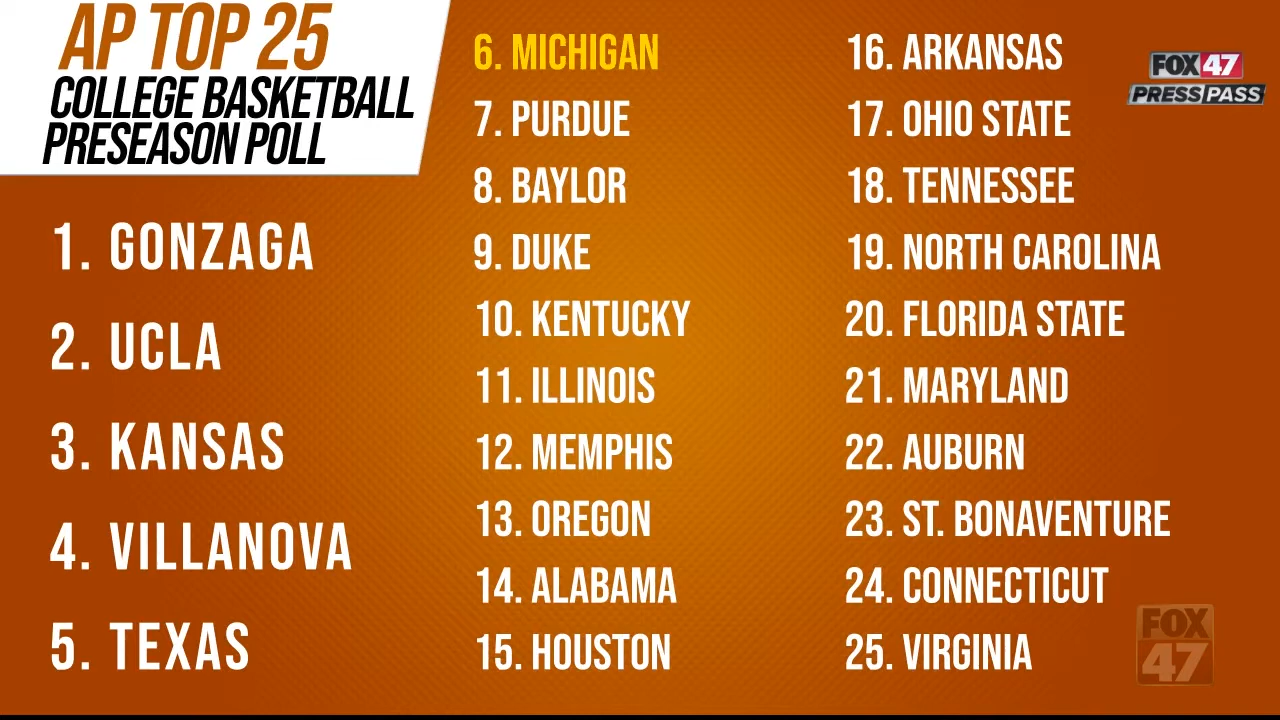 AP TOP 25
COLLEGE BASKETBALL
PRESEASON POLL
1. GONZAGA
2. UCLA
3. KANSAS
4. VILLANOVA
5. TEXAS
6. MICHIGAN
7. PURDUE
8. BAYLOR
9. DUKE
10. KENTUCKY
11. ILLINOIS
12. MEMPHIS
13. OREGON
14. ALABAMA
15. HOUSTON
16. ARKANSAS
17. OHIO STATE
18. TENNESSEE
19. NORTH CAROLINA
20. FLORIDA STATE
21. MARYLAND
22. AUBURN
23. ST. BONAVENTURE
24. CONNECTICUT
25. VIRGINIA
FOX 47
PRESS PASS
FOX
47